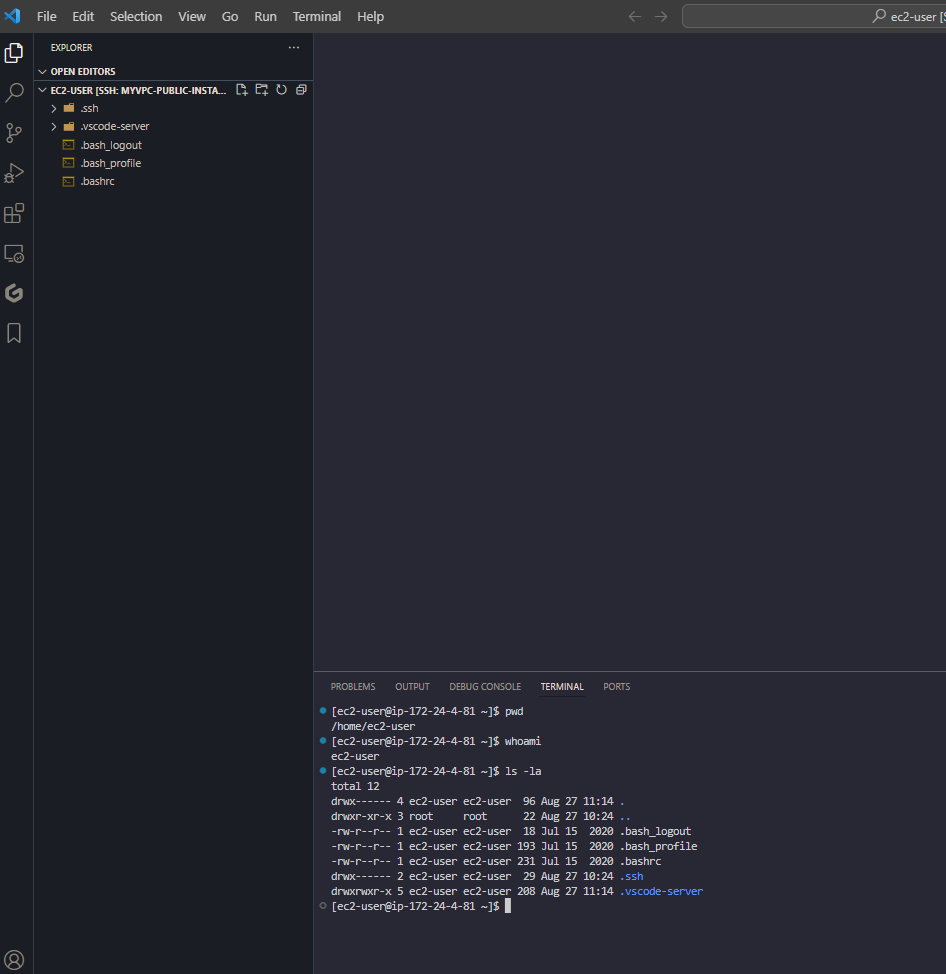 File Edit Selection View Go Run Terminal Help
ec2-user [S
EXPLORER
OPEN EDITORS
EC2-USER [SSH: MYVPC-PUBLIC-INSTA...
.ssh
.vscode-server
.bash_logout
.bash_profile
.bashrc
PROBLEMS OUTPUT DEBUG CONSOLE TERMINAL PORTS
[ec2-user@ip-172-24-4-81 ~]$ pwd
/home/ec2-user
[ec2-user@ip-172-24-4-81 ~]$ whoami
ec2-user
[ec2-user@ip-172-24-4-81 ~]$ ls -la
total 12
drwx------ 4 ec2-user ec2-user  96 Aug 27 11:14 .
drwxr-xr-x 3 root     root      22 Aug 27 10:24 ..
-rw-r--r-- 1 ec2-user ec2-user  18 Jul 15  2020 .bash_logout
-rw-r--r-- 1 ec2-user ec2-user 193 Jul 15  2020 .bash_profile
-rw-r--r-- 1 ec2-user ec2-user 231 Jul 15  2020 .bashrc
drwx------ 2 ec2-user ec2-user  29 Aug 27 10:24 .ssh
drwxrwxr-x 5 ec2-user ec2-user 208 Aug 27 11:14 .vscode-server
[ec2-user@ip-172-24-4-81 ~]$